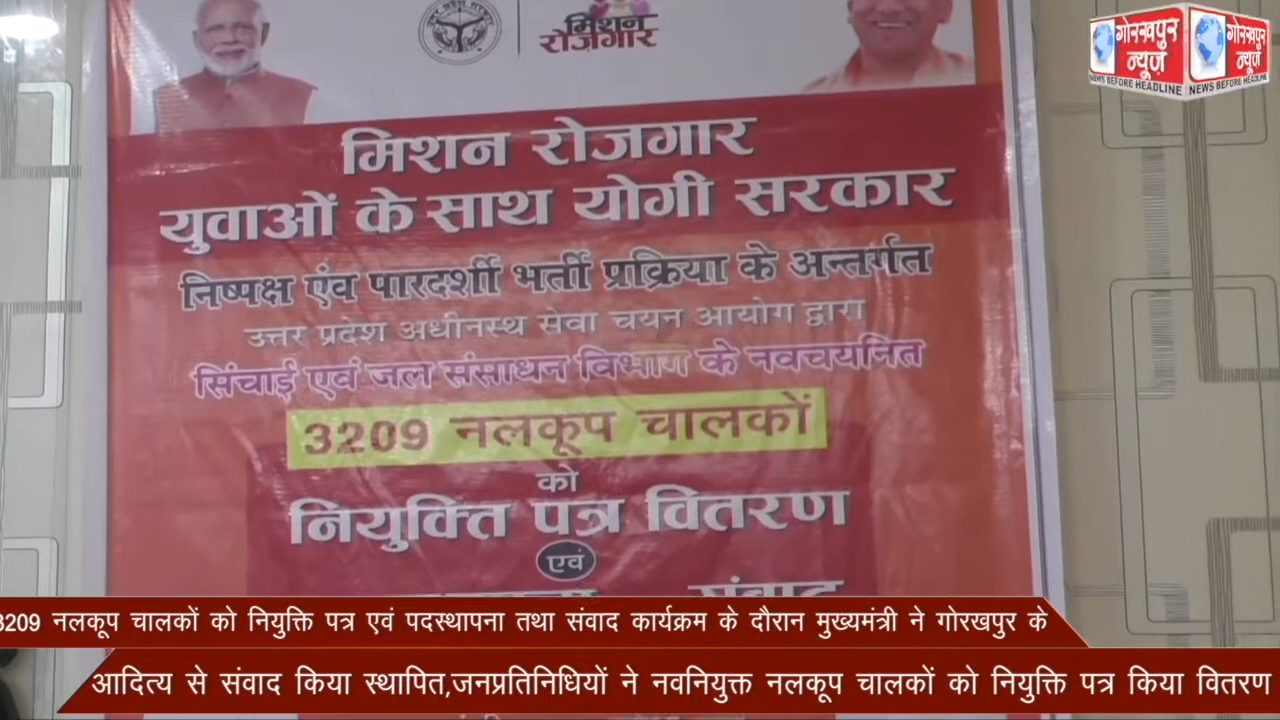 मिशन
रोजगार
गोरखपुर
न्यूज़
NEWS BEFORE HEADLINE
गोरखपुर
न्यूज़
NEWS BEFORE HEADLINE
मिशन रोजगार
युवाओं के साथ योगी सरकार
निष्पक्ष एंव पारदर्शी भर्ती प्रक्रिया के अन्तर्गत
उत्तर प्रदेश अधीनस्थ सेवा चयन आयोग द्वारा
सिंचाई एवं जल संसाधन विभाग के नवचयनित
3209 नलकूप चालकों
को
नियुक्ति पत्र वितरण
एवं
संवाद
3209 नलकूप चालकों को नियुक्ति पत्र एवं पदस्थापना तथा संवाद कार्यक्रम के दौरान मुख्यमंत्री ने गोरखपुर के
आदित्य से संवाद किया स्थापित,जनप्रतिनिधियों ने नवनियुक्त नलकूप चालकों को नियुक्ति पत्र किया वितरण